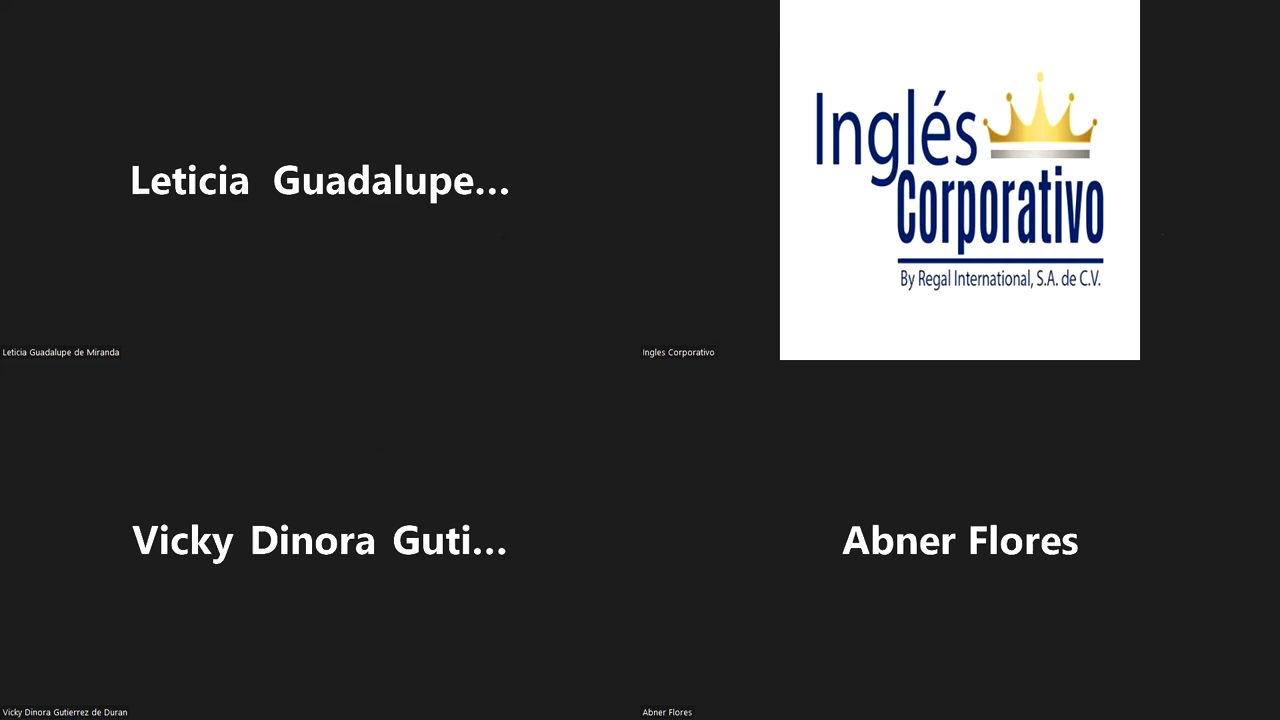 Leticia Guadalupe...
Leticia Guadalupe de Miranda
Inglés
Corporativo
By Regal International, S.A. de C.V.
Ingles Corporativo
Vicky Dinora Guti...
Vicky Dinora Gutierrez de Duran
Abner Flores
Abner Flores